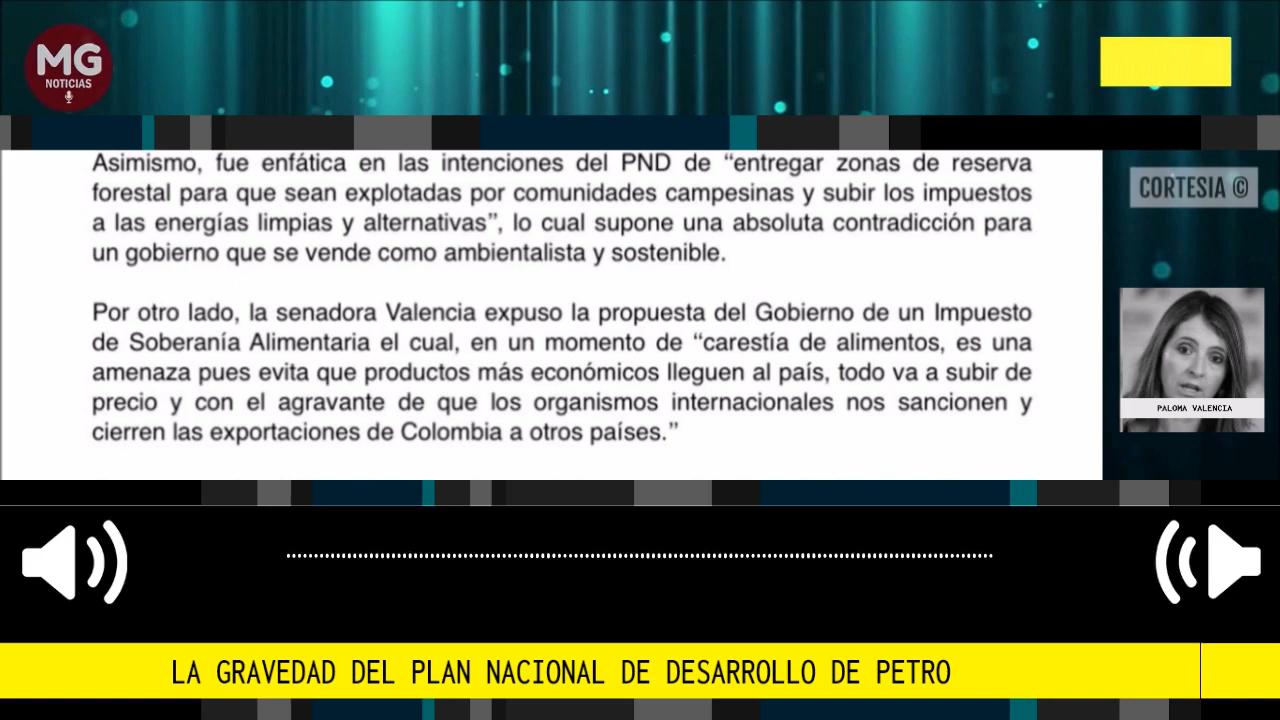 MG
NOTICIAS
Asimismo, fue enfática en las intenciones del PND de “entregar zonas de reserva
forestal para que sean explotadas por comunidades campesinas y subir los impuestos
a las energías limpias y alternativas”, lo cual supone una absoluta contradicción para
un gobierno que se vende como ambientalista y sostenible.
Por otro lado, la senadora Valencia expuso la propuesta del Gobierno de un Impuesto
de Soberanía Alimentaria el cual, en un momento de “carestía de alimentos, es una
amenaza pues evita que productos más económicos lleguen al país, todo va a subir de
precio y con el agravante de que los organismos internacionales nos sancionen y
cierren las exportaciones de Colombia a otros países.”
CORTESIA ©
PALOMA VALENCIA
LA GRAVEDAD DEL PLAN NACIONAL DE DESARROLLO DE PETRO